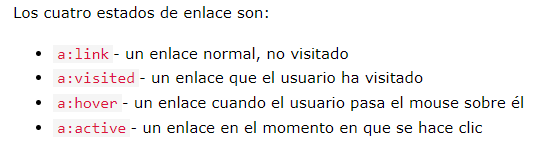 Los cuatro estados de enlace son:
a:link - un enlace normal, no visitado
a:visited - un enlace que el usuario ha visitado
a:hover - un enlace cuando el usuario pasa el mouse sobre él
a:active - un enlace en el momento en que se hace clic